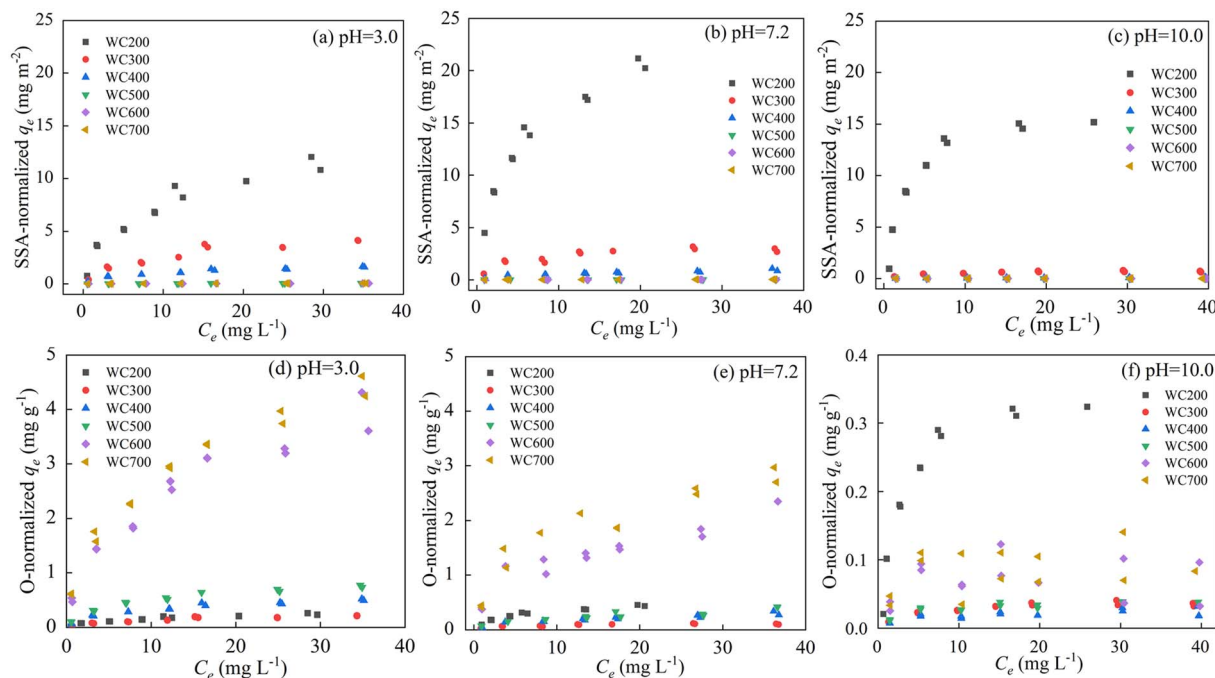 (a) pH=3.0
SSA-normalized qe (mg m-2)
25
20
15
10
5
0
WC200
WC300
WC400
WC500
WC600
WC700
0 10 20 30 40
Ce (mg L-1)
(b) pH=7.2
SSA-normalized qe (mg m-2)
25
20
15
10
5
0
WC200
WC300
WC400
WC500
WC600
WC700
0 10 20 30 40
Ce (mg L-1)
(c) pH=10.0
SSA-normalized qe (mg m-2)
25
20
15
10
5
0
WC200
WC300
WC400
WC500
WC600
WC700
0 10 20 30 40
Ce (mg L-1)
(d) pH=3.0
O-normalized qe (mg g-1)
5
4
3
2
1
0
WC200
WC300
WC400
WC500
WC600
WC700
0 10 20 30 40
Ce (mg L-1)
(e) pH=7.2
O-normalized qe (mg g-1)
5
4
3
2
1
0
WC200
WC300
WC400
WC500
WC600
WC700
0 10 20 30 40
Ce (mg L-1)
(f) pH=10.0
O-normalized qe (mg g-1)
0.4
0.3
0.2
0.1
0.0
WC200
WC300
WC400
WC500
WC600
WC700
0 10 20 30 40
Ce (mg L-1)